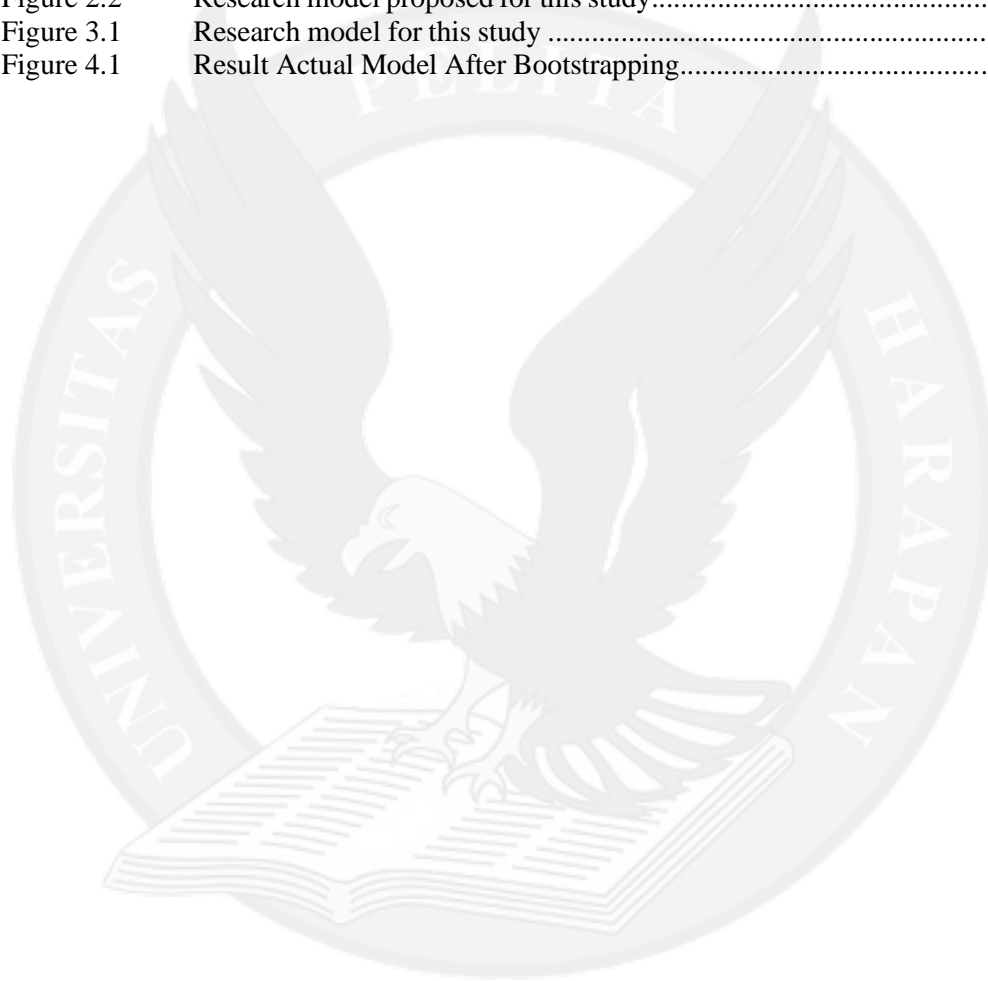 Figure 2.2 Research model proposed for this study..........................................................
Figure 3.1 Research model for this study ..........................................................................
Figure 4.1 Result Actual Model After Bootstrapping......................................................
UNIVERSITAS PELITA HARAPAN